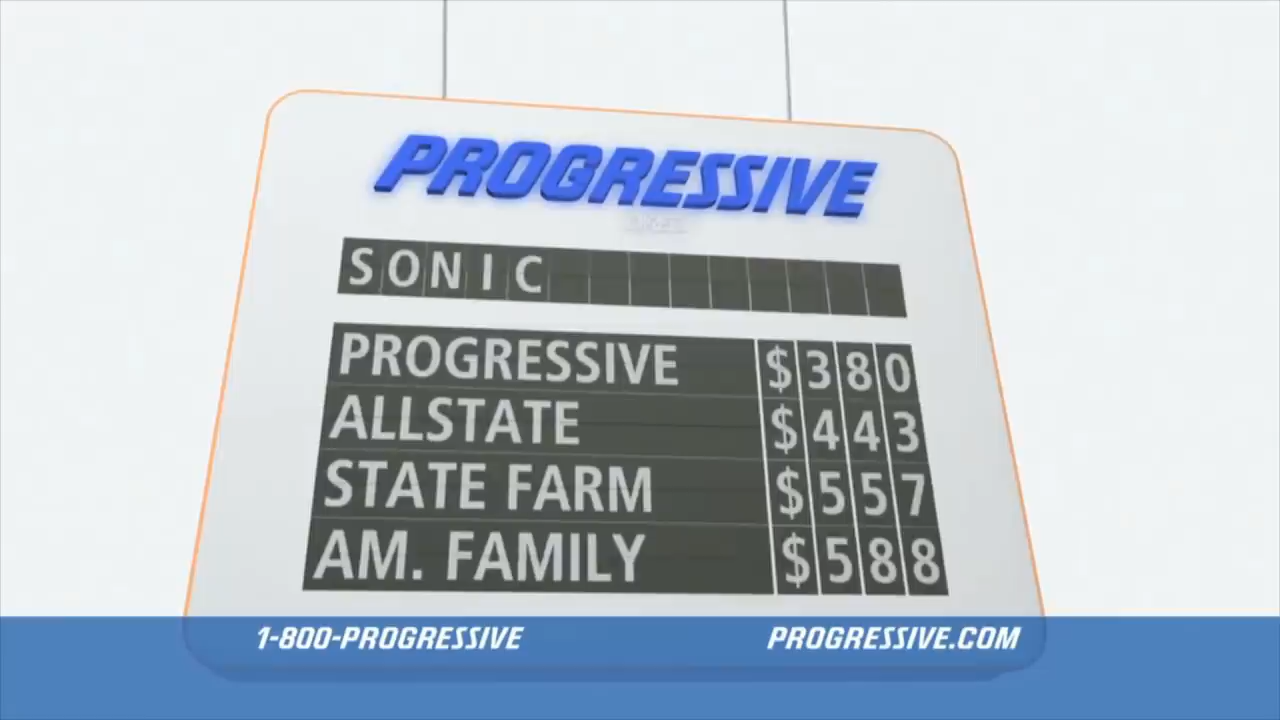 PROGRESSIVE
SONIC
PROGRESSIVE $380
ALLSTATE $443
STATE FARM $557
AM. FAMILY $588
1-800-PROGRESSIVE PROGRESSIVE.COM